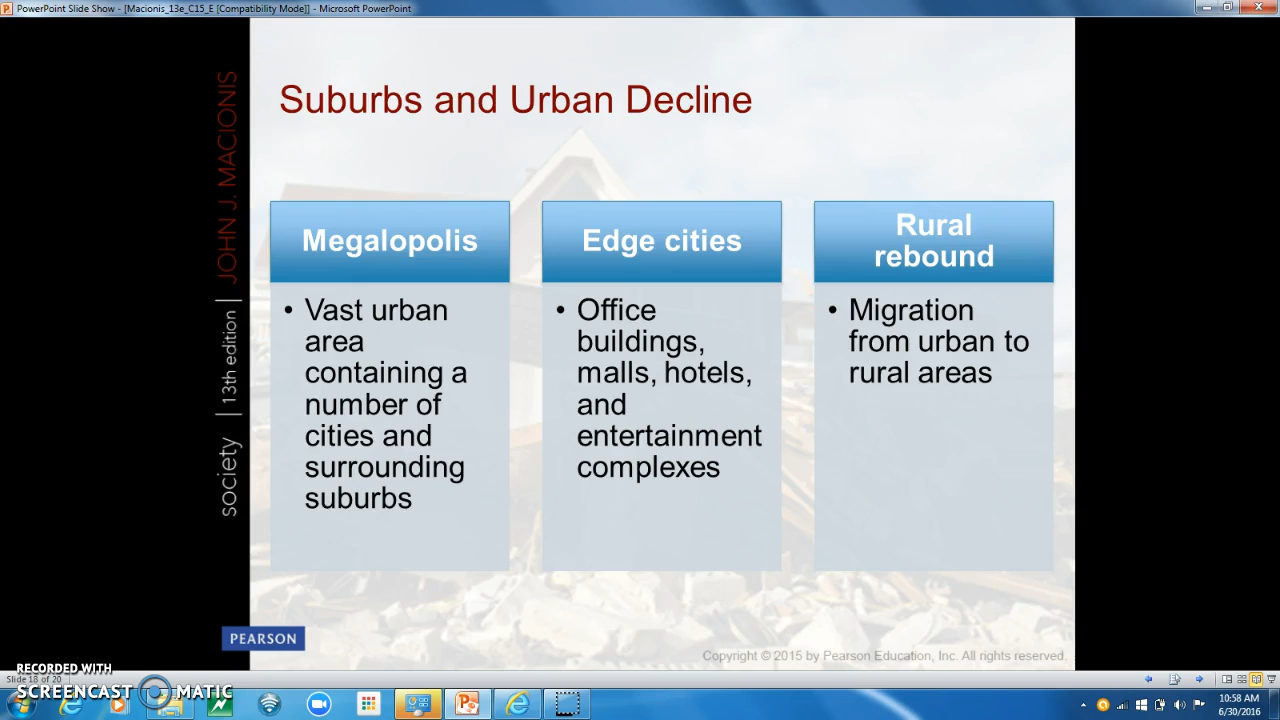 PowerPoint Slide Show - [Macionis_13e_C15_E [Compatibility Mode]] - Microsoft PowerPoint
JOHN J. MACIONIS
13th edition
society
Suburbs and Urban Decline
Megalopolis
• Vast urban
area
containing a
number of
cities and
surrounding
suburbs
Edge cities
• Office
buildings,
malls, hotels,
and
entertainment
complexes
Rural
rebound
• Migration
from urban to
rural areas
PEARSON
Copyright © 2015 by Pearson Education, Inc. All rights reserved.
RECORDED WITH
SCREENCAST MATIC
Slide 18 of 20
10:58 AM
6/30/2016